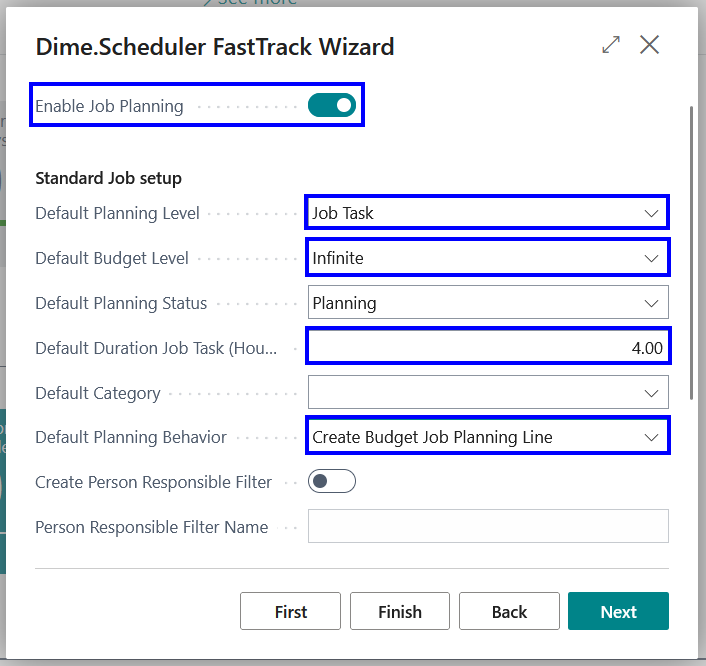 See more
Dime.Scheduler FastTrack Wizard
Enable Job Planning
Standard Job setup
Default Planning Level Job Task
Default Budget Level Infinite
Default Planning Status Planning
Default Duration Job Task (Hou... 4.00
Default Category
Default Planning Behavior Create Budget Job Planning Line
Create Person Responsible Filter
Person Responsible Filter Name
First Finish Back Next